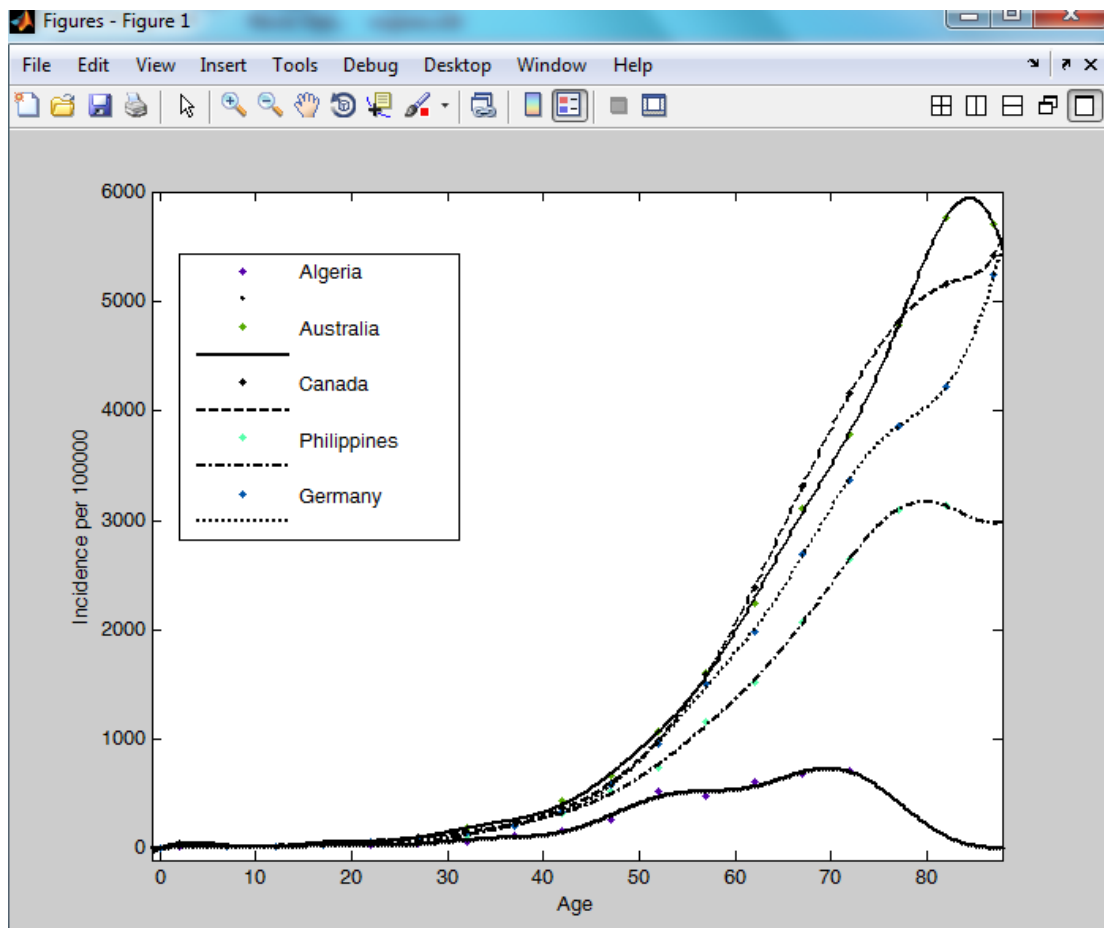 Figures - Figure 1
File Edit View Insert Tools Debug Desktop Window Help
6000
5000
4000
3000
2000
1000
0
Incidence per 100000
Algeria
Australia
Canada
Philippines
Germany
0 10 20 30 40 50 60 70 80
Age